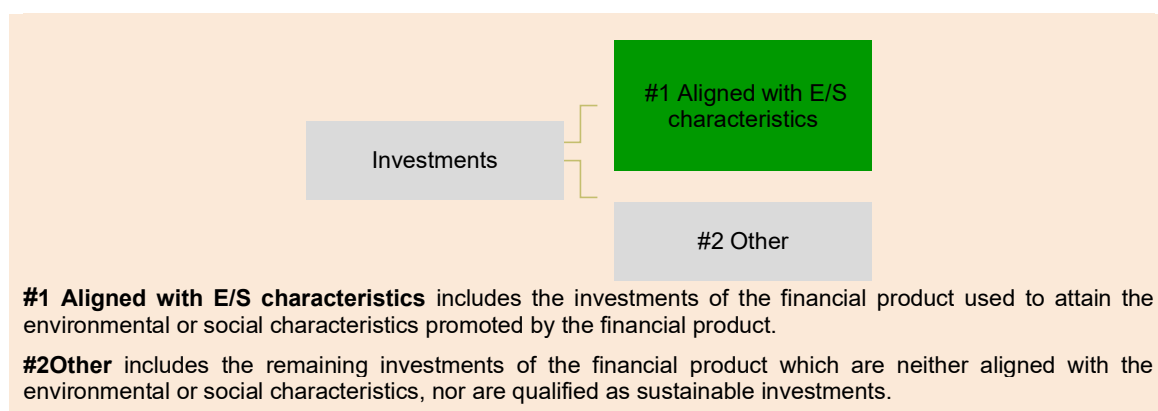 #1 Aligned with E/S
characteristics
Investments
#2 Other
#1 Aligned with E/S characteristics includes the investments of the financial product used to attain the
environmental or social characteristics promoted by the financial product.
#2Other includes the remaining investments of the financial product which are neither aligned with the
environmental or social characteristics, nor are qualified as sustainable investments.